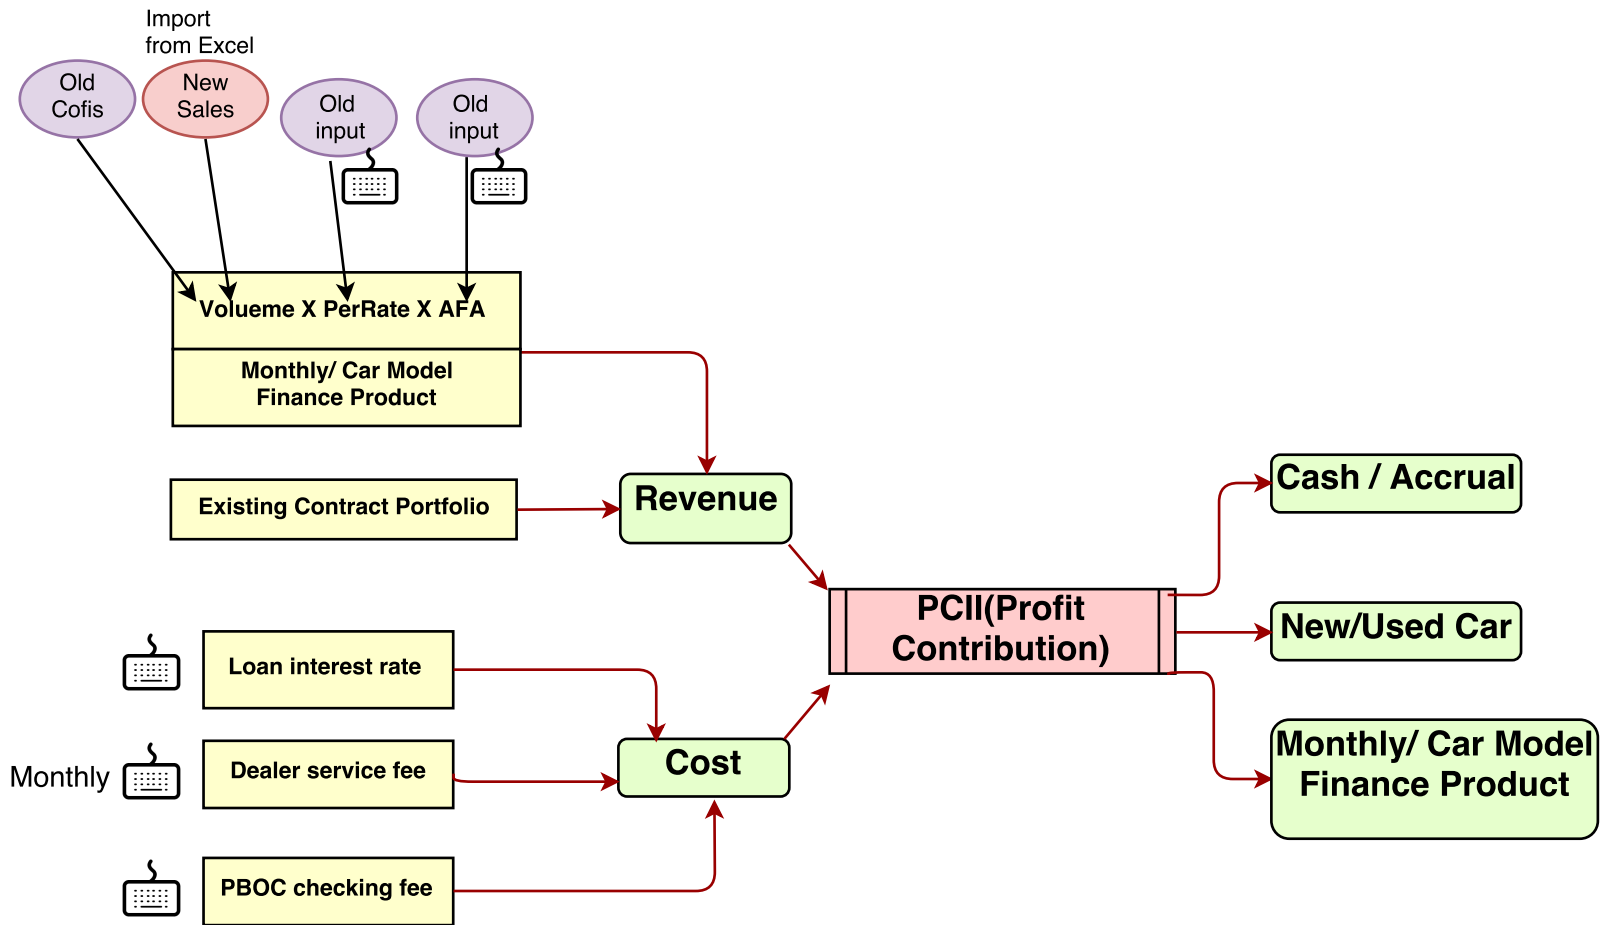 Import
from Excel
Old
Cofis
New
Sales
Old
input
Old
input
Volueme X PerRate X AFA
Monthly/ Car Model
Finance Product
Existing Contract Portfolio
Revenue
Cash / Accrual
PCII(Profit
Contribution)
New/Used Car
Loan interest rate
Monthly
Dealer service fee
Cost
Monthly/ Car Model
Finance Product
PBOC checking fee